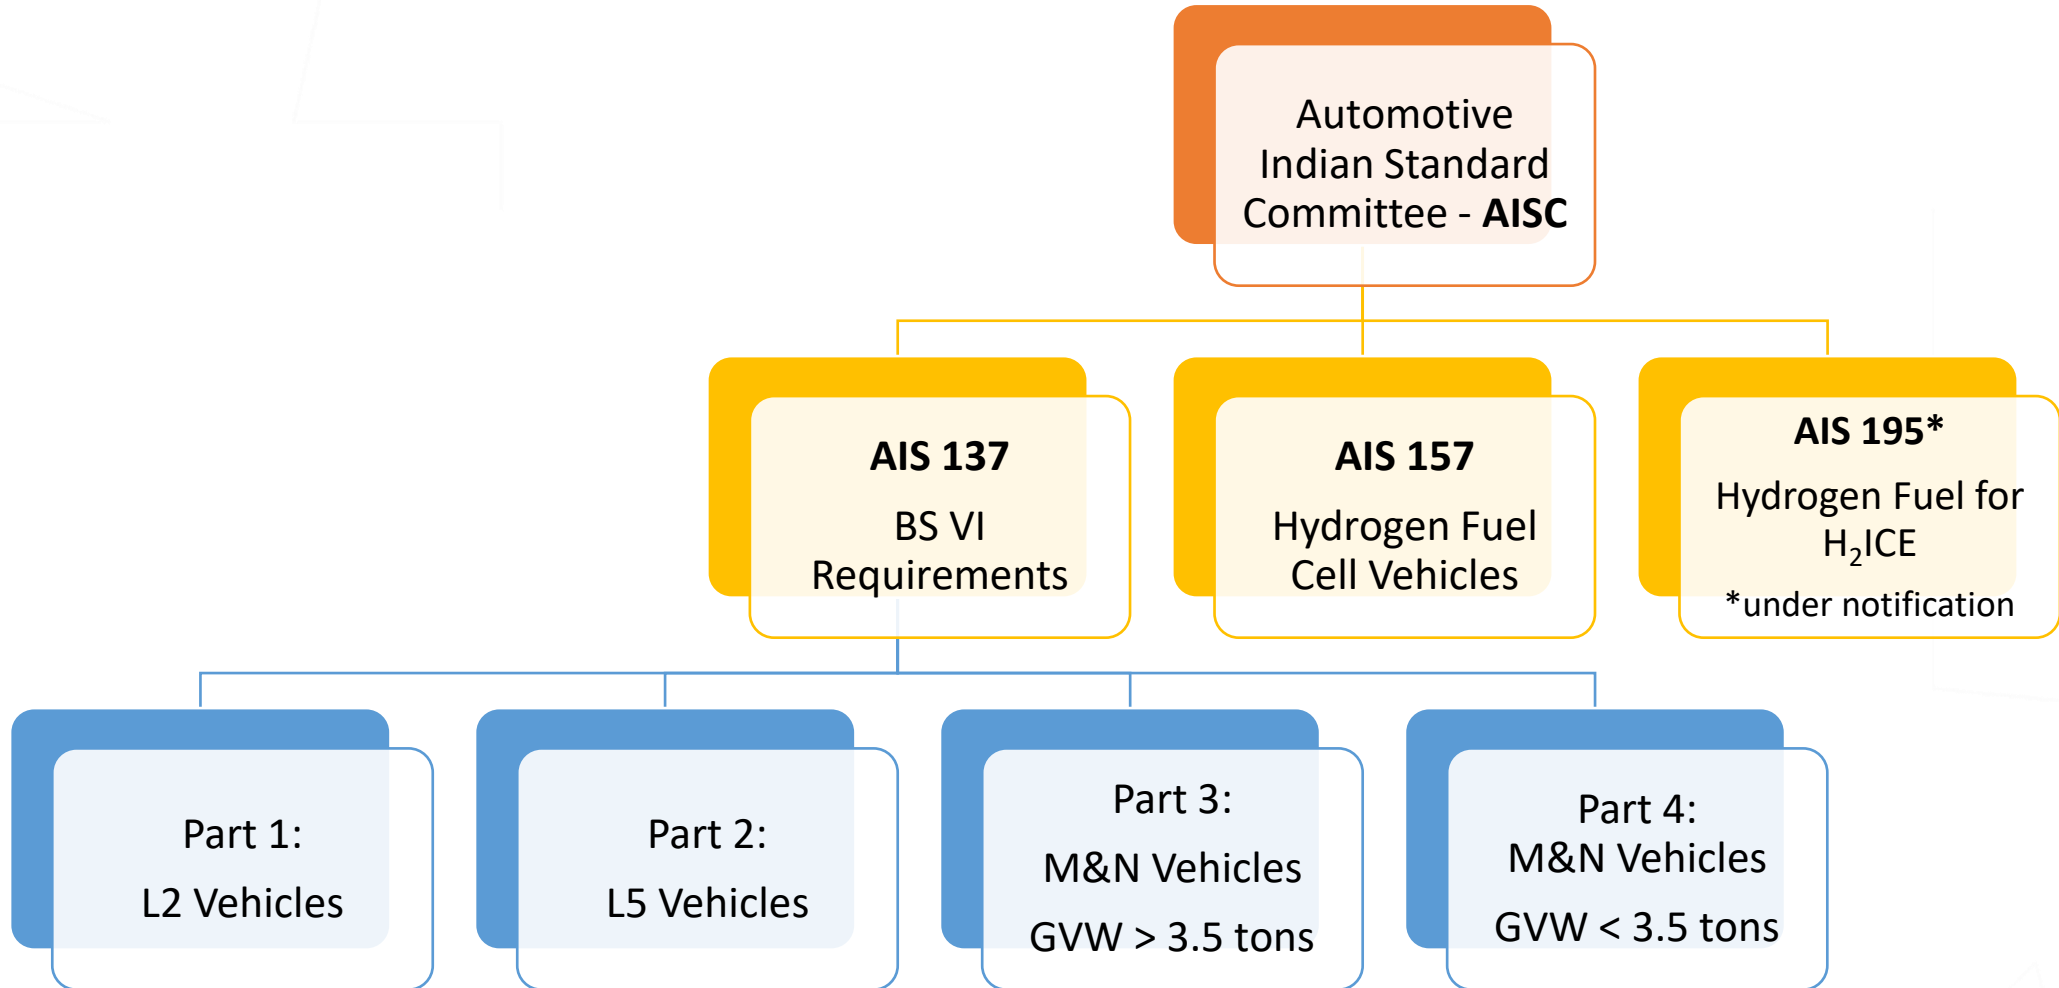 Automotive
Indian Standard
Committee - AISC
AIS 137
BS VI
Requirements
AIS 157
Hydrogen Fuel
Cell Vehicles
AIS 195*
Hydrogen Fuel for
H₂ICE
*under notification
Part 1:
L2 Vehicles
Part 2:
L5 Vehicles
Part 3:
M&N Vehicles
GVW > 3.5 tons
Part 4:
M&N Vehicles
GVW < 3.5 tons